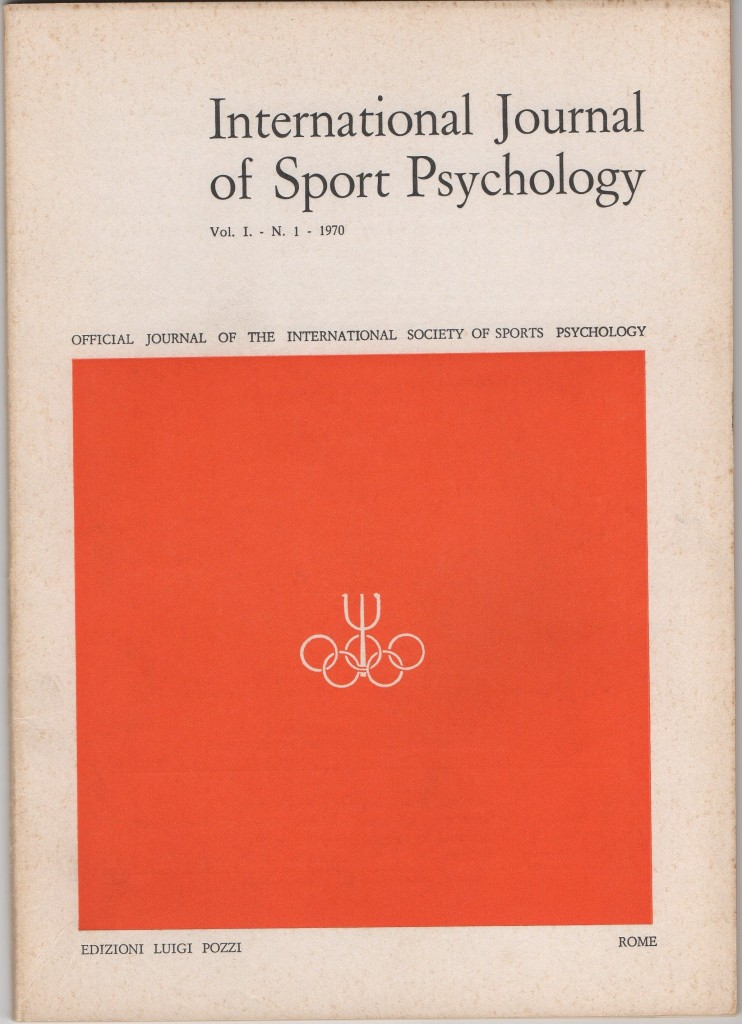 International Journal
of Sport Psychology
Vol. I. - N. 1 - 1970
OFFICIAL JOURNAL OF THE INTERNATIONAL SOCIETY OF SPORTS PSYCHOLOGY
Ψ
EDIZIONI LUIGI POZZI
ROME